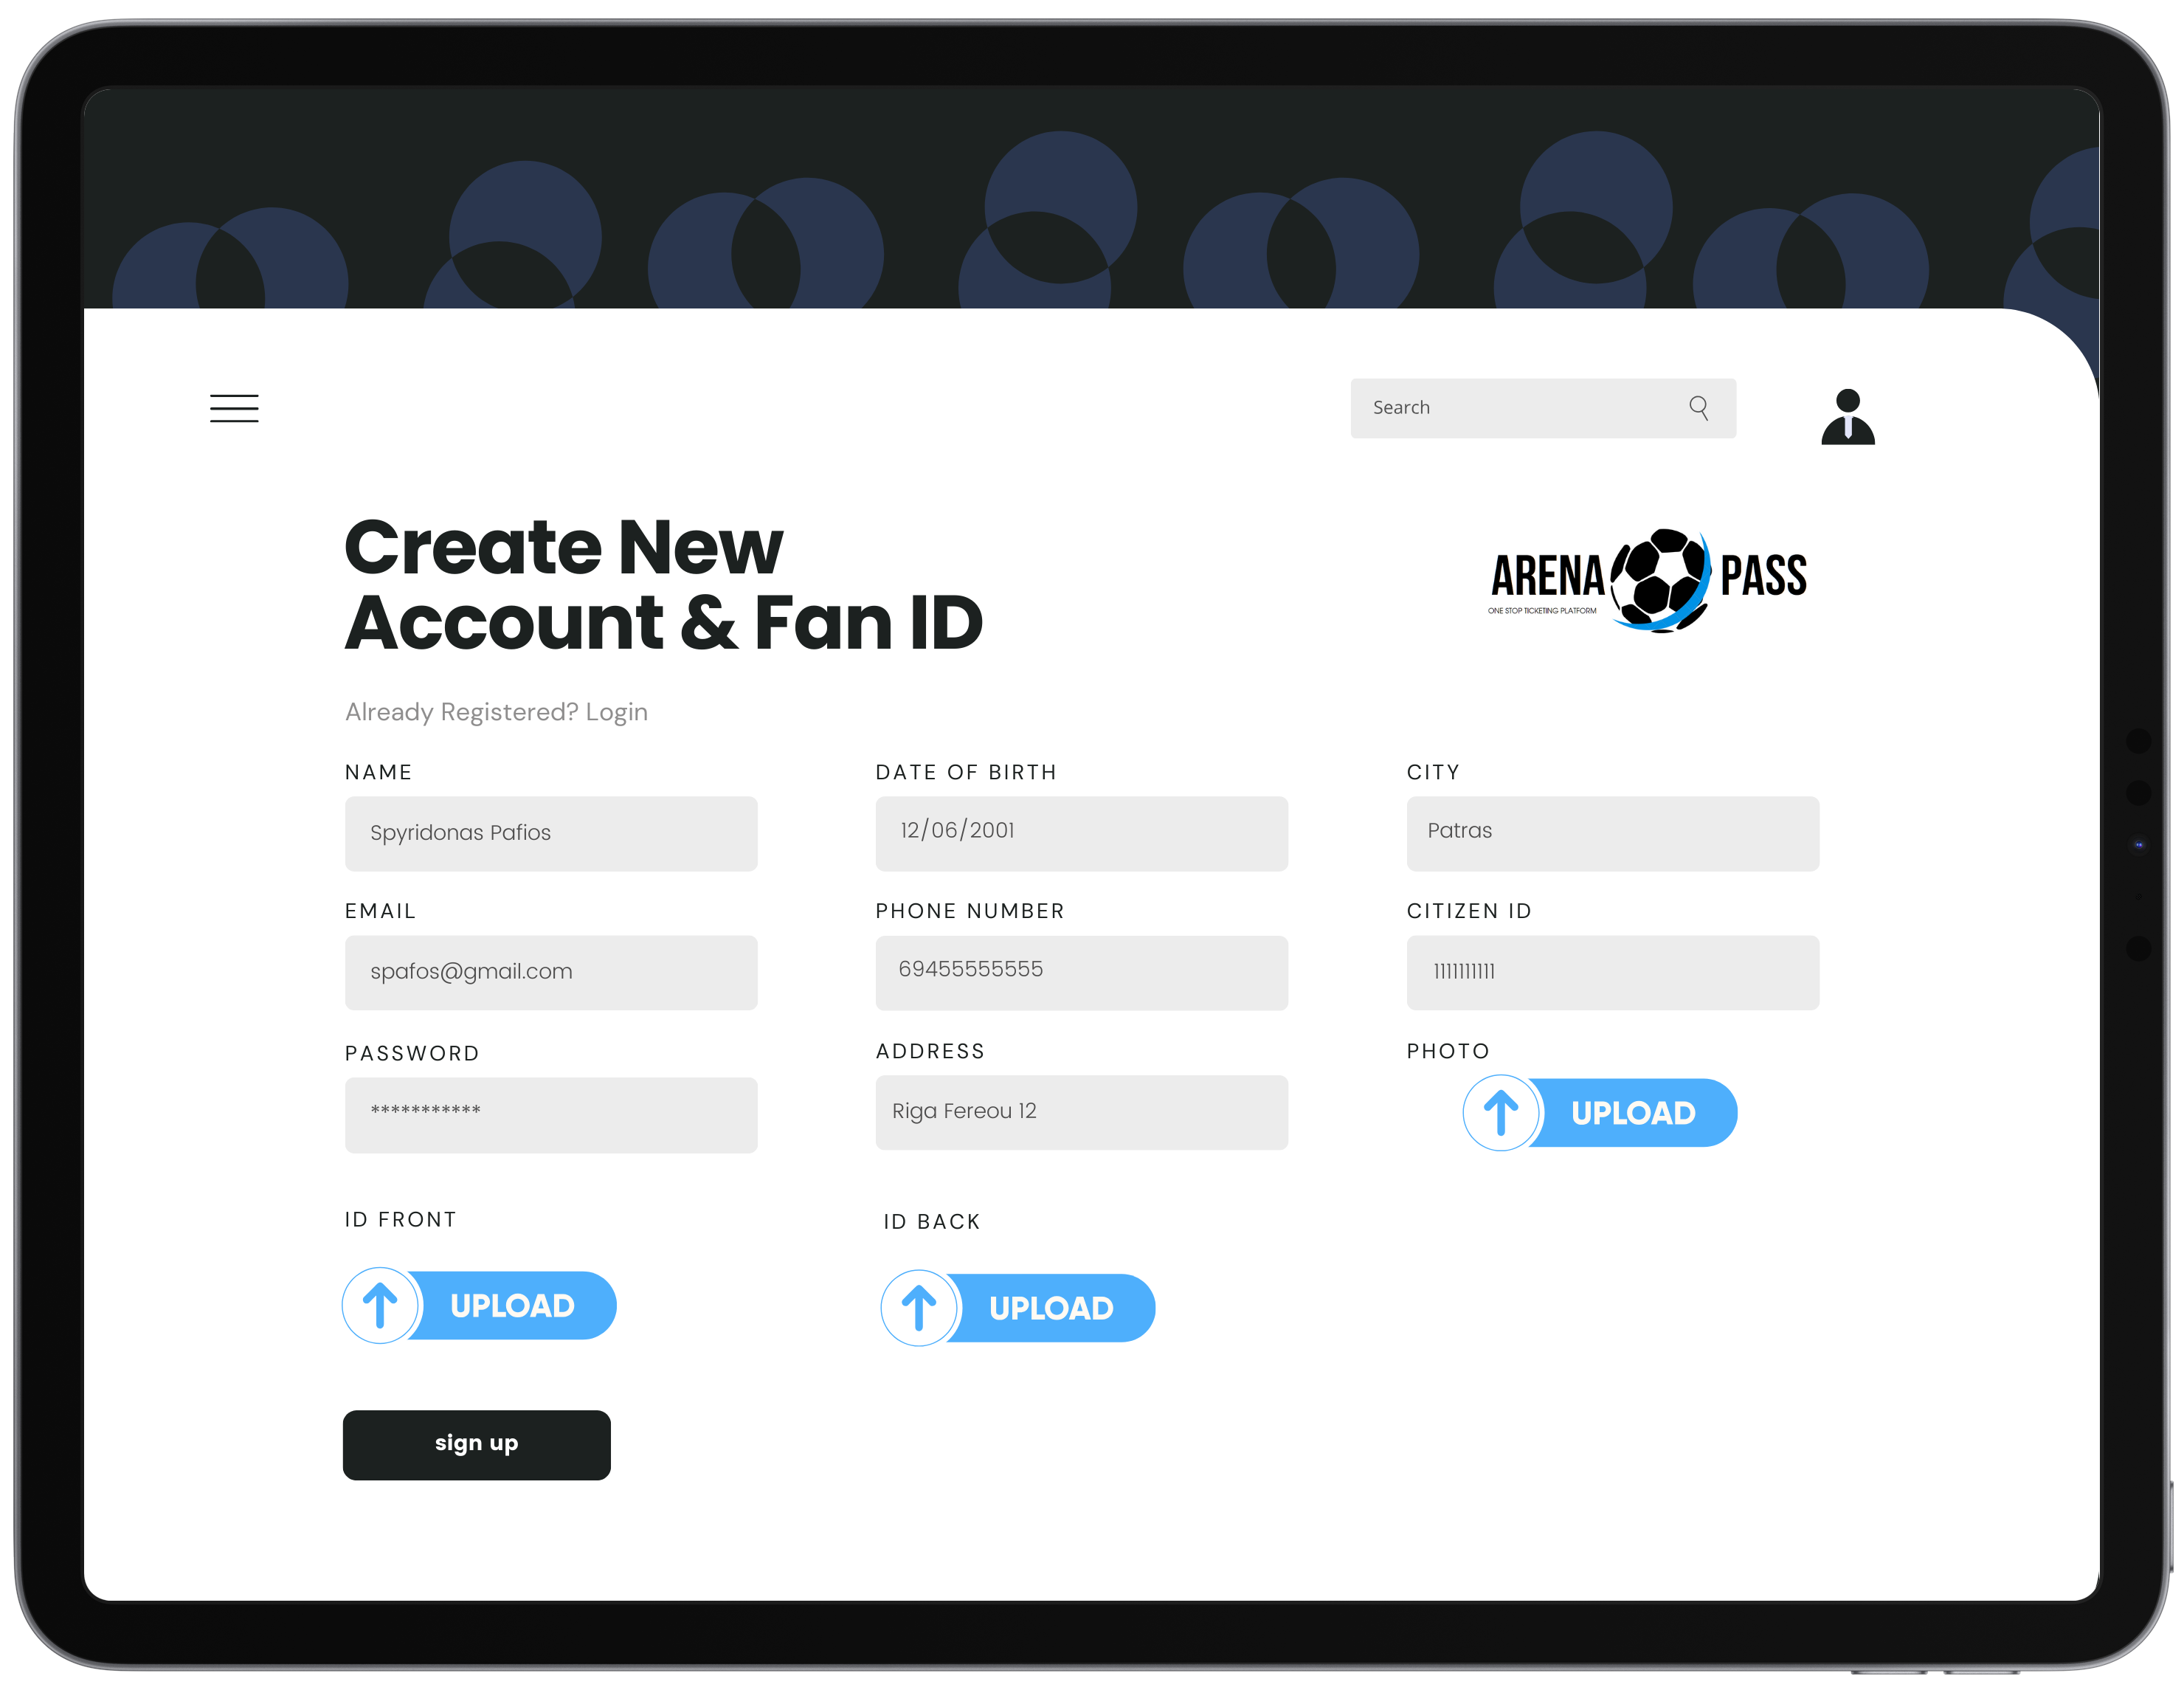 Search
Create New
Account & Fan ID
ARENA PASS
ONE STOP TICKETING PLATFORM
Already Registered? Login
NAME
DATE OF BIRTH
CITY
Spyridonas Pafios
12/06/2001
Patras
EMAIL
PHONE NUMBER
CITIZEN ID
spafos@gmail.com
69455555555
1111111111
PASSWORD
ADDRESS
PHOTO
***********
Riga Fereou 12
UPLOAD
ID FRONT
ID BACK
UPLOAD
UPLOAD
sign up